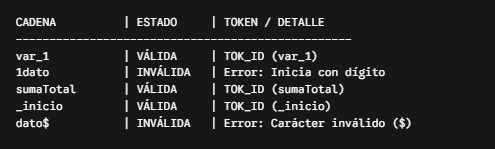 CADENA | ESTADO | TOKEN / DETALLE
--------------------------------------------------
var_1 | VÁLIDA | TOK_ID (var_1)
1dato | INVÁLIDA | Error: Inicia con dígito
sumaTotal | VÁLIDA | TOK_ID (sumaTotal)
_inicio | VÁLIDA | TOK_ID (_inicio)
dato$ | INVÁLIDA | Error: Carácter inválido ($)